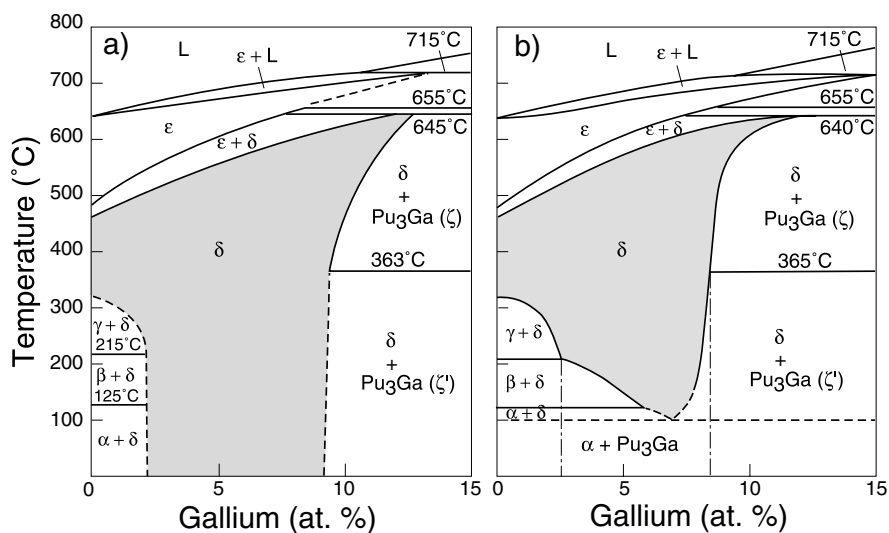 800
700
600
500
400
300
200
100
Temperature (˚C)
a)
L
ε + L
715˚C
655˚C
645˚C
ε
ε + δ
δ
δ
+
Pu3Ga (ζ)
363˚C
γ + δ
215˚C
β + δ
125˚C
α + δ
δ
+
Pu3Ga (ζ')
0
5
10
15
Gallium (at. %)
b)
L
ε + L
715˚C
655˚C
640˚C
ε
ε + δ
δ
δ
+
Pu3Ga (ζ)
365˚C
γ + δ
β + δ
α + δ
δ
+
Pu3Ga (ζ')
α + Pu3Ga
0
5
10
15
Gallium (at. %)